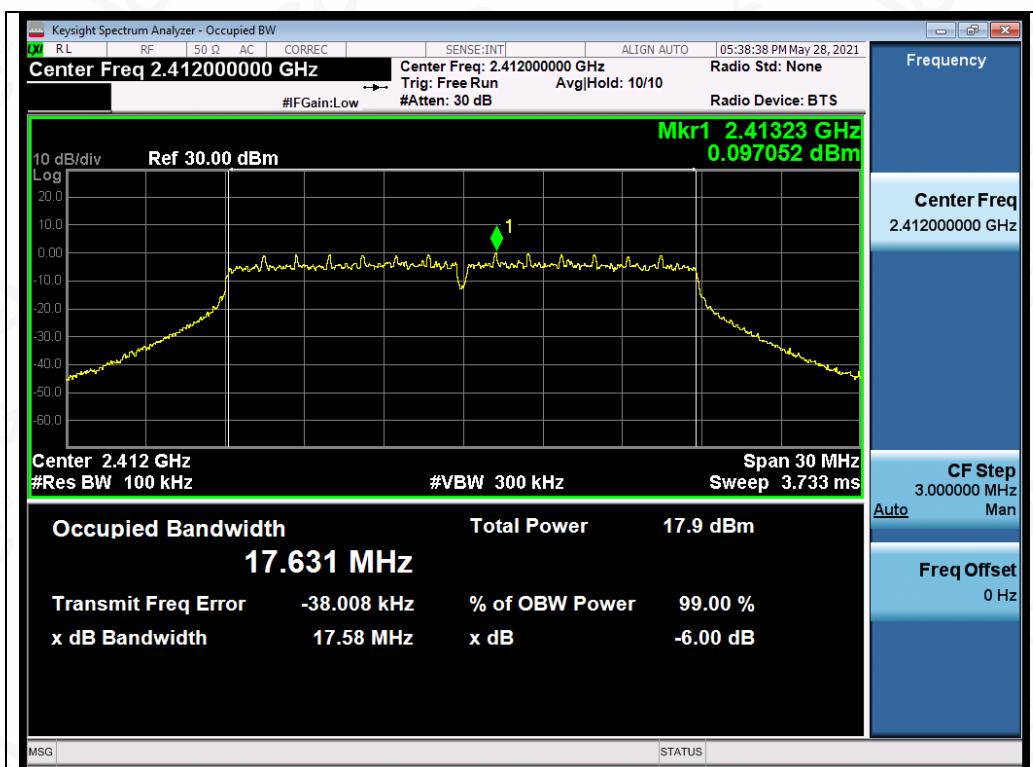 Keysight Spectrum Analyzer - Occupied BW
LXI RL RF 50 Ω AC CORREC SENSE:INT ALIGN AUTO 05:38:38 PM May 28, 2021
Center Freq 2.412000000 GHz
Center Freq: 2.412000000 GHz
Radio Std: None
Trig: Free Run Avg|Hold: 10/10
#IFGain:Low #Atten: 30 dB Radio Device: BTS
Frequency
Mkr1 2.41323 GHz
0.097052 dBm
10 dB/div Ref 30.00 dBm
Log
20.0
10.0
0.00
-10.0
-20.0
-30.0
-40.0
-50.0
-60.0
1
Center 2.412 GHz Span 30 MHz
#Res BW 100 kHz #VBW 300 kHz Sweep 3.733 ms
Center Freq
2.412000000 GHz
CF Step
3.000000 MHz
Auto Man
Freq Offset
0 Hz
Occupied Bandwidth Total Power 17.9 dBm
17.631 MHz
Transmit Freq Error -38.008 kHz % of OBW Power 99.00 %
x dB Bandwidth 17.58 MHz x dB -6.00 dB
MSG STATUS